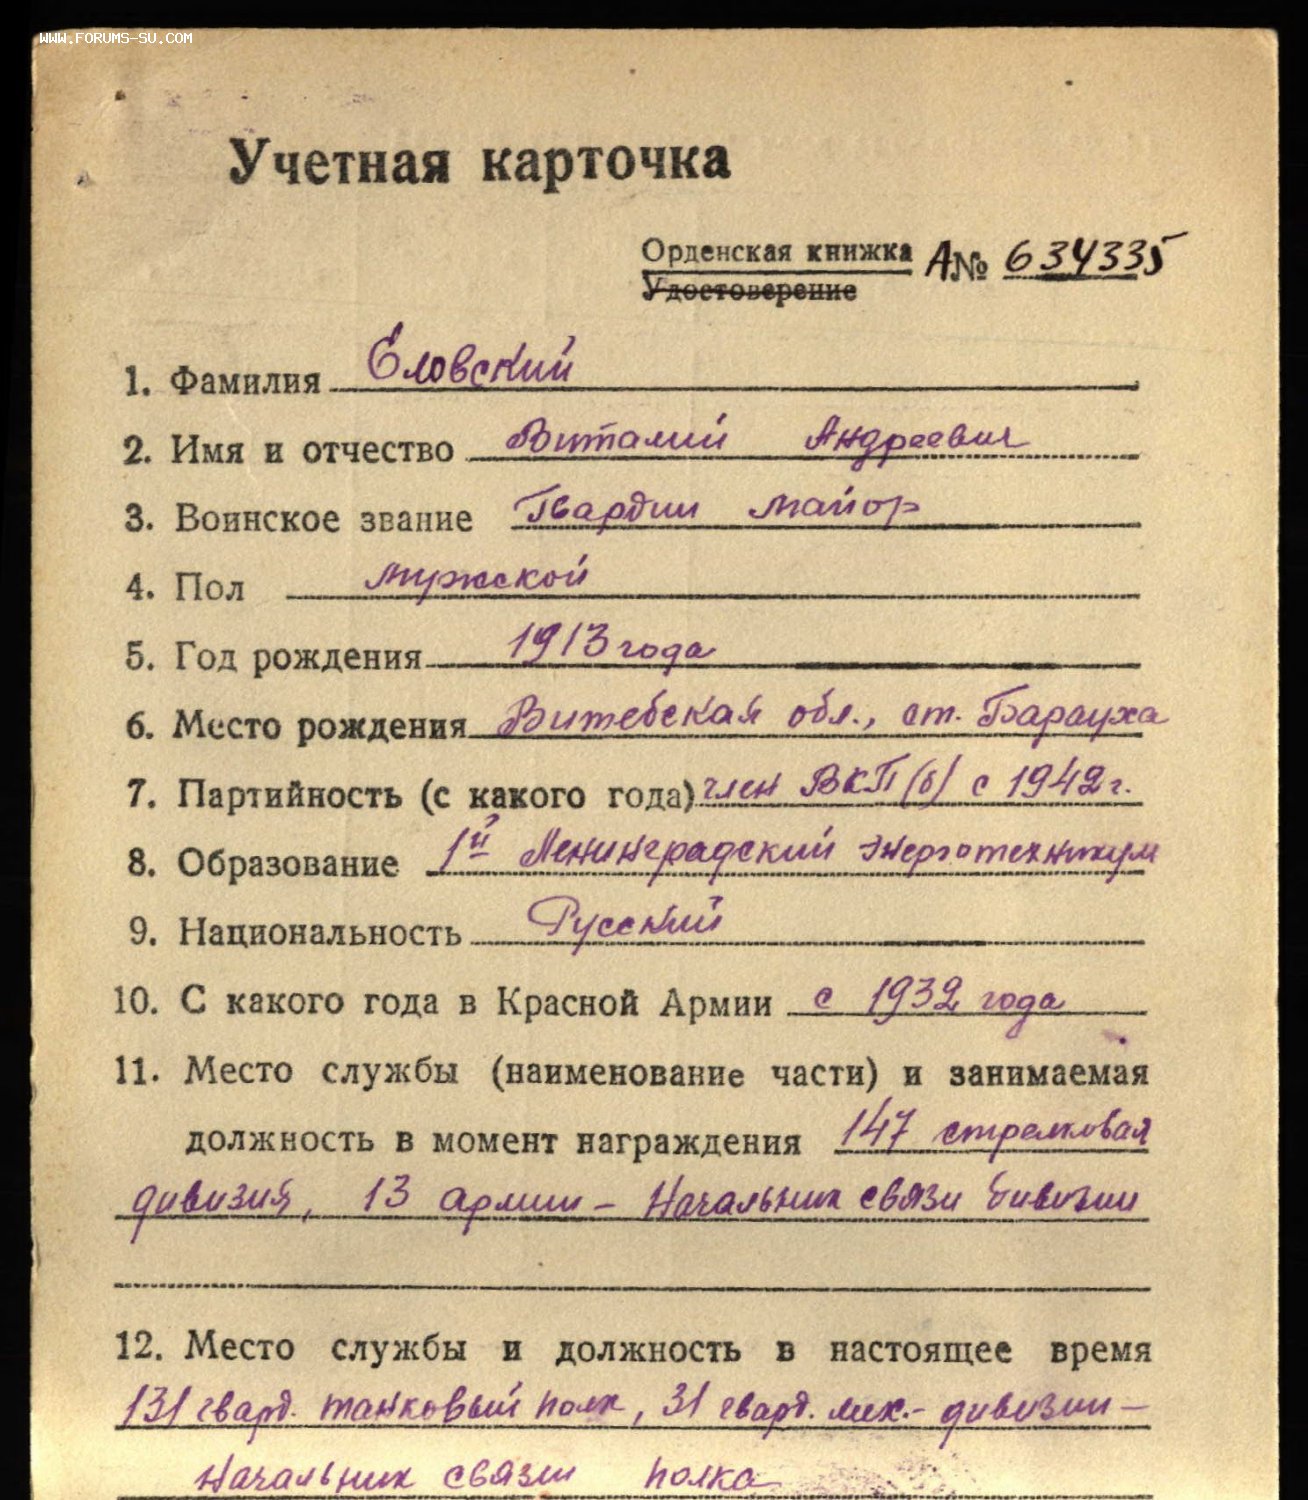 WWW.FORUMS-SU.COM
Учетная карточка
Орденская книжка А№ 634335
Удостоверение
1. Фамилия Еловский
2. Имя и отчество Виталий Андреевич
3. Воинское звание Гвардии майор
4. Пол мужской
5. Год рождения 1913 года
6. Место рождения Витебская обл., ст. Барауха
7. Партийность (с какого года) член ВКП(б) с 1942 г.
8. Образование 1й Ленинградский энерготехникум
9. Национальность Русский
10. С какого года в Красной Армии с 1932 года
11. Место службы (наименование части) и занимаемая
должность в момент награждения 147 стрелковая
дивизия, 13 армии – Начальник связи дивизии
12. Место службы и должность в настоящее время
131 гвард. танковый полк, 31 гвард. мех.- дивизии –
Начальник связи полка